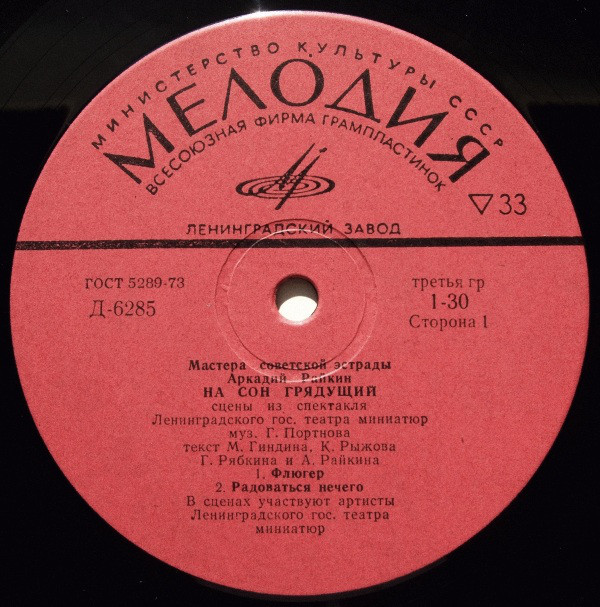 МИНИСТЕРСТВО КУЛЬТУРЫ СССР
МЕЛОДИЯ
ВСЕСОЮЗНАЯ ФИРМА ГРАМПЛАСТИНОК
▽33
ЛЕНИНГРАДСКИЙ ЗАВОД
ГОСТ 5289-73
Д-6285
третья гр
1-30
Сторона 1
Мастера советской эстрады
Аркадий Райкин
НА СОН ГРЯДУЩИЙ
сцены из спектакля
Ленинградского гос. театра миниатюр
муз. Г. Портнова
текст М. Гиндина, К. Рыжова
Г. Рябкина и А. Райкина
1. Флюгер
2. Радоваться нечего
В сценах участвуют артисты
Ленинградского гос. театра
миниатюр